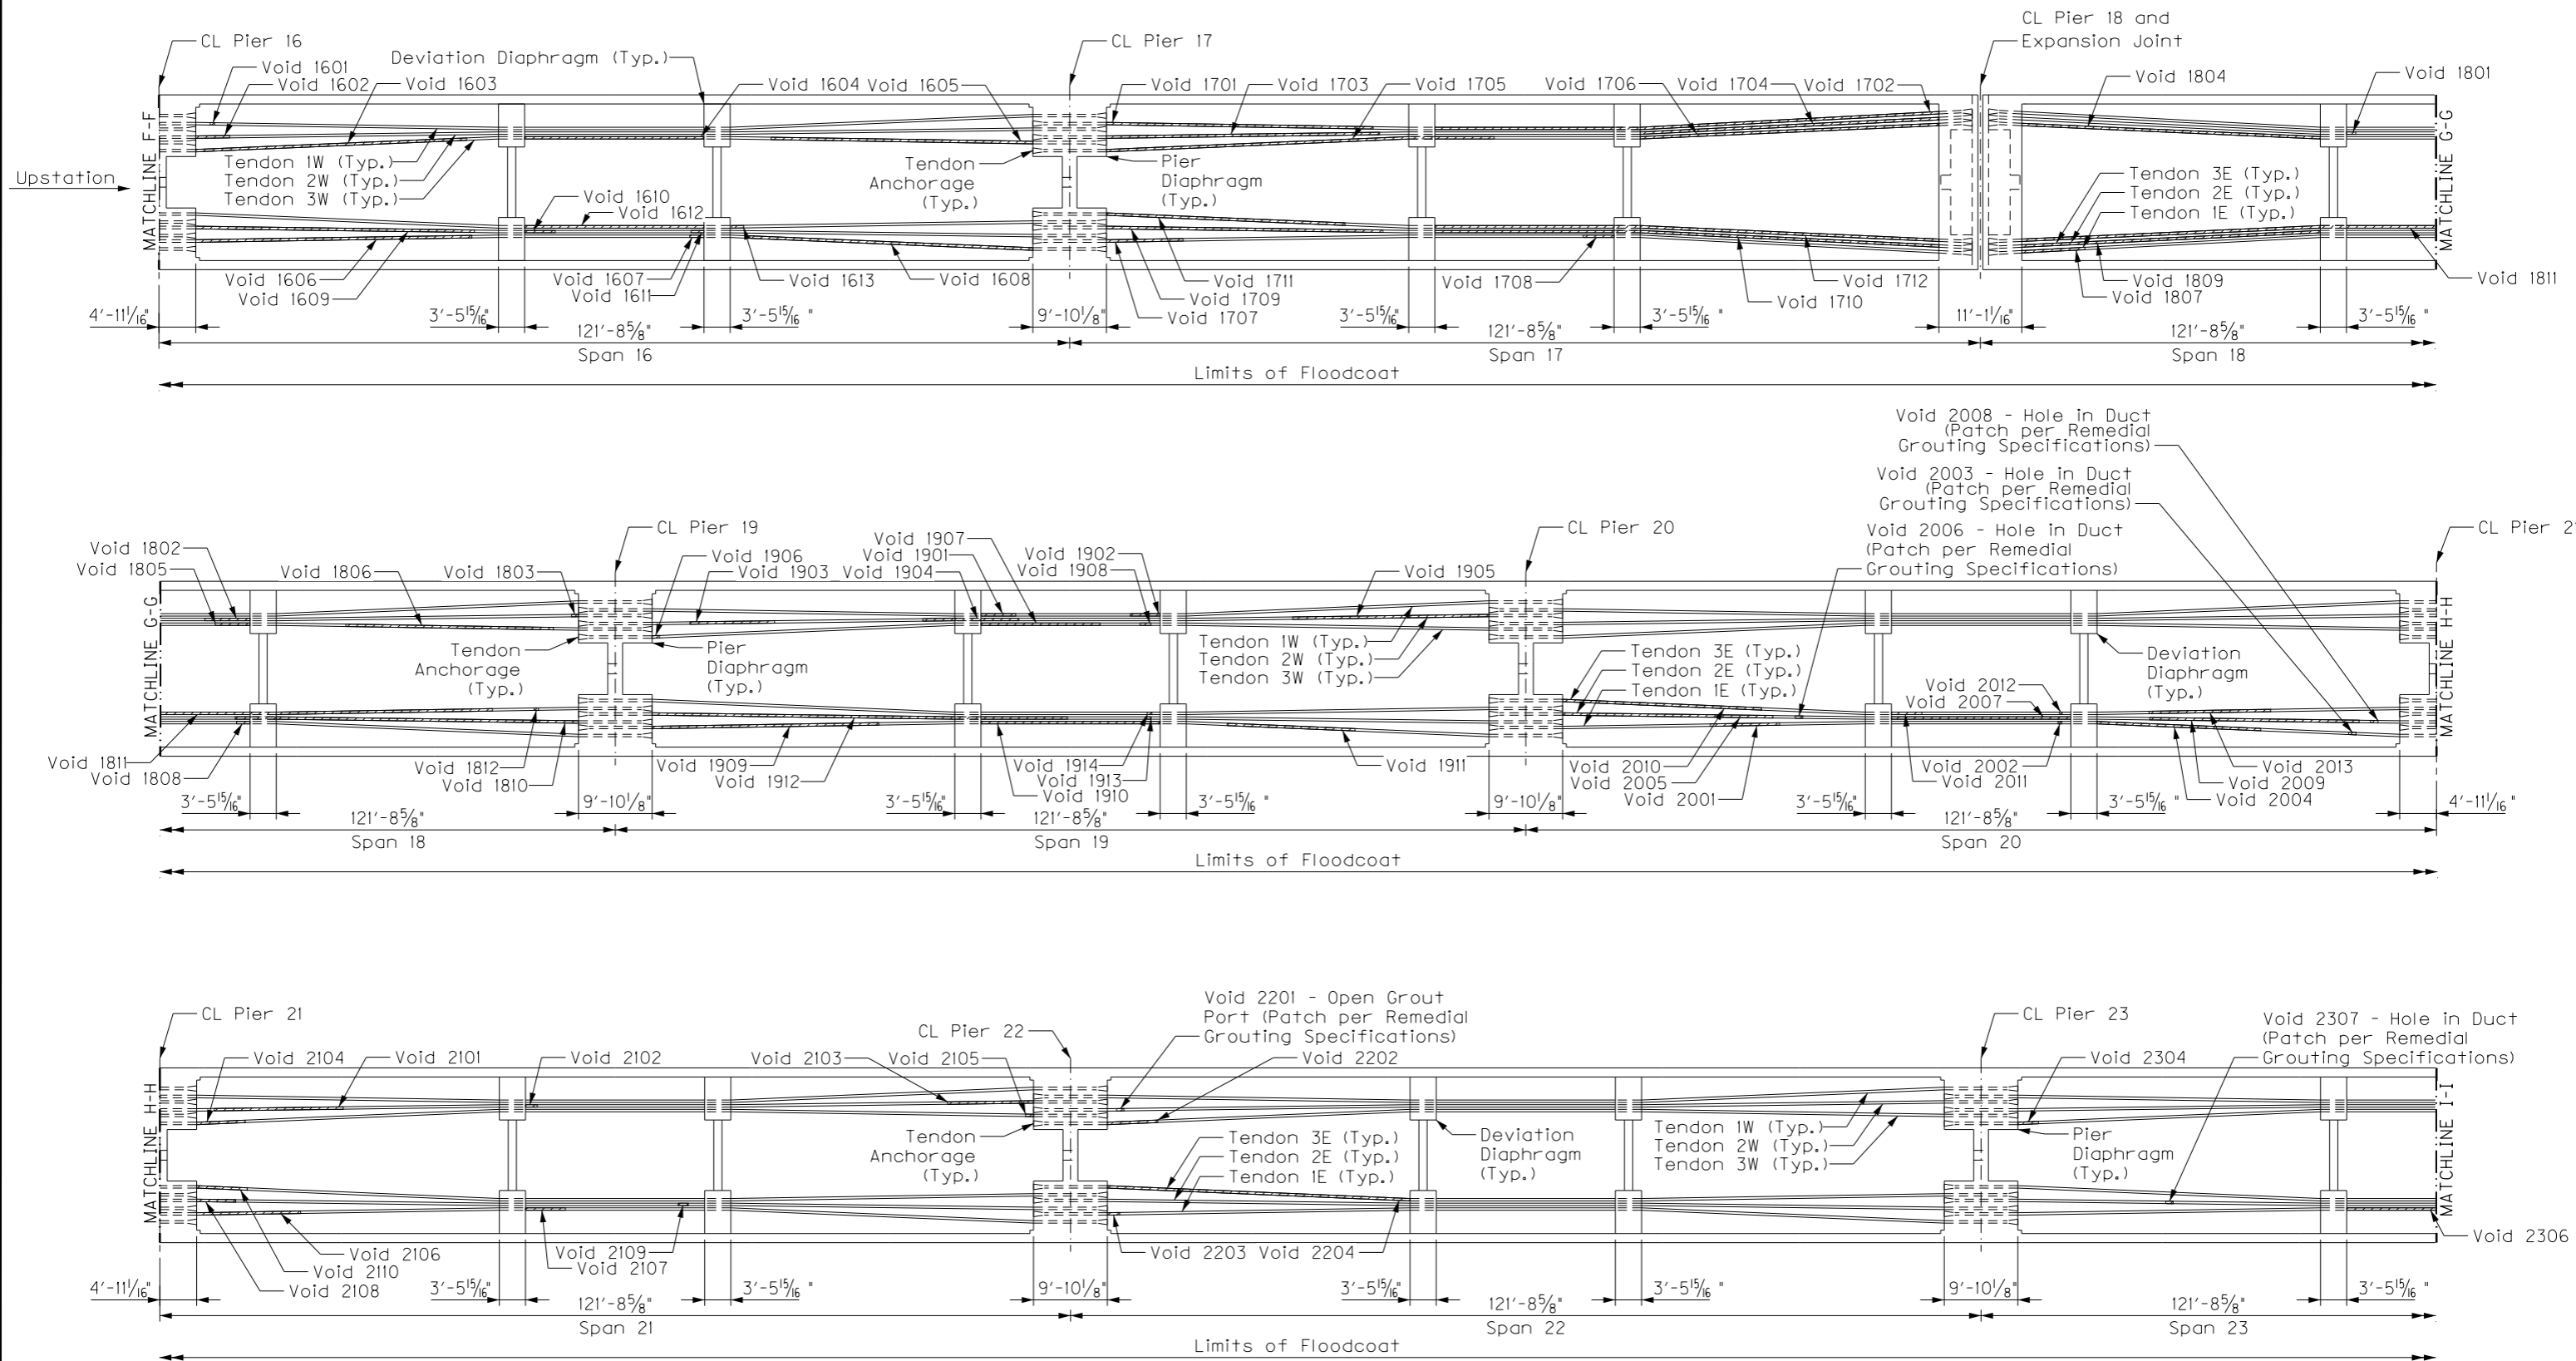 CL Pier 16
Deviation Diaphragm (Typ.)
CL Pier 17
CL Pier 18 and
Expansion Joint
Void 1601
Void 1602
Void 1603
Void 1604
Void 1605
Void 1701
Void 1703
Void 1705
Void 1706
Void 1704
Void 1702
Void 1804
Void 1801
MATCHLINE F-F
Upstation
Tendon 1W (Typ.)
Tendon 2W (Typ.)
Tendon 3W (Typ.)
Void 1610
Void 1612
Tendon
Anchorage
(Typ.)
Pier
Diaphragm
(Typ.)
Tendon 3E (Typ.)
Tendon 2E (Typ.)
Tendon 1E (Typ.)
MATCHLINE G-G
Void 1606
Void 1609
Void 1607
Void 1611
Void 1613
Void 1608
Void 1711
Void 1709
Void 1707
Void 1708
Void 1710
Void 1712
Void 1809
Void 1807
Void 1811
4'-11 1/16"
3'-5 15/16"
3'-5 15/16 "
9'-10 1/8"
3'-5 15/16"
3'-5 15/16 "
11'-1 1/16"
3'-5 15/16 "
121'-8 5/8"
121'-8 5/8"
121'-8 5/8"
Span 16
Span 17
Span 18
Limits of Floodcoat
Void 2008 - Hole in Duct
(Patch per Remedial
Grouting Specifications)
Void 2003 - Hole in Duct
(Patch per Remedial
Grouting Specifications)
Void 2006 - Hole in Duct
(Patch per Remedial
Grouting Specifications)
CL Pier 19
CL Pier 20
CL Pier 2
Void 1802
Void 1805
Void 1806
Void 1803
Void 1906
Void 1903
Void 1907
Void 1901
Void 1904
Void 1902
Void 1908
Void 1905
MATCHLINE G-G
Tendon
Anchorage
(Typ.)
Pier
Diaphragm
(Typ.)
Tendon 1W (Typ.)
Tendon 2W (Typ.)
Tendon 3W (Typ.)
Tendon 3E (Typ.)
Tendon 2E (Typ.)
Tendon 1E (Typ.)
Void 2012
Void 2007
Deviation
Diaphragm
(Typ.)
MATCHLINE H-H
Void 1811
Void 1808
Void 1812
Void 1810
Void 1909
Void 1912
Void 1914
Void 1913
Void 1910
Void 1911
Void 2010
Void 2005
Void 2001
Void 2002
Void 2011
Void 2013
Void 2009
Void 2004
3'-5 15/16"
9'-10 1/8"
3'-5 15/16"
3'-5 15/16 "
9'-10 1/8"
3'-5 15/16"
3'-5 15/16 "
4'-11 1/16"
121'-8 5/8"
121'-8 5/8"
121'-8 5/8"
Span 18
Span 19
Span 20
Limits of Floodcoat
CL Pier 21
CL Pier 22
Void 2201 - Open Grout
Port (Patch per Remedial
Grouting Specifications)
CL Pier 23
Void 2307 - Hole in Duct
(Patch per Remedial
Grouting Specifications)
Void 2104
Void 2101
Void 2102
Void 2103
Void 2105
Void 2202
Void 2304
MATCHLINE H-H
Tendon
Anchorage
(Typ.)
Tendon 3E (Typ.)
Tendon 2E (Typ.)
Tendon 1E (Typ.)
Deviation
Diaphragm
(Typ.)
Tendon 1W (Typ.)
Tendon 2W (Typ.)
Tendon 3W (Typ.)
Pier
Diaphragm
(Typ.)
MATCHLINE I-I
Void 2106
Void 2110
Void 2108
Void 2109
Void 2107
Void 2203
Void 2204
Void 2306
4'-11 1/16"
3'-5 15/16"
3'-5 15/16 "
9'-10 1/8"
3'-5 15/16"
3'-5 15/16 "
9'-10 1/8"
3'-5 15/16 "
121'-8 5/8"
121'-8 5/8"
121'-8 5/8"
Span 21
Span 22
Span 23
Limits of Floodcoat